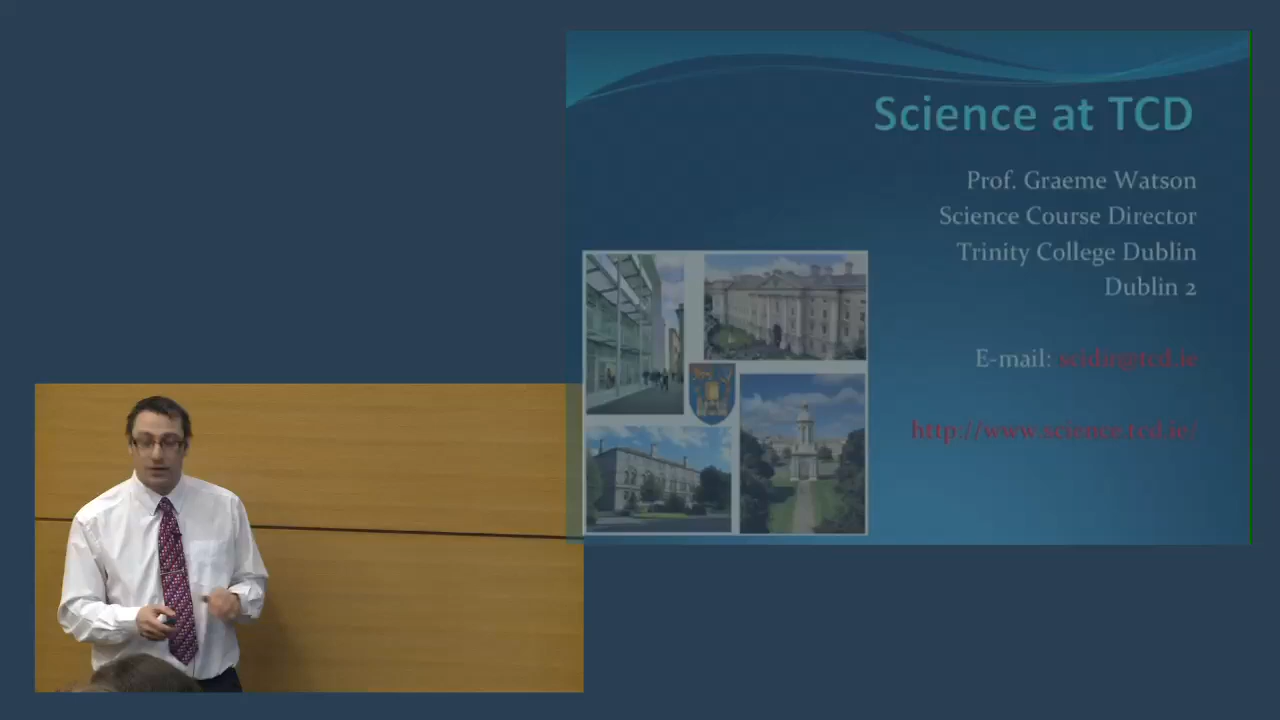 Science at TCD
Prof. Graeme Watson
Science Course Director
Trinity College Dublin
Dublin 2
E-mail: scidir@tcd.ie
http://www.science.tcd.ie/